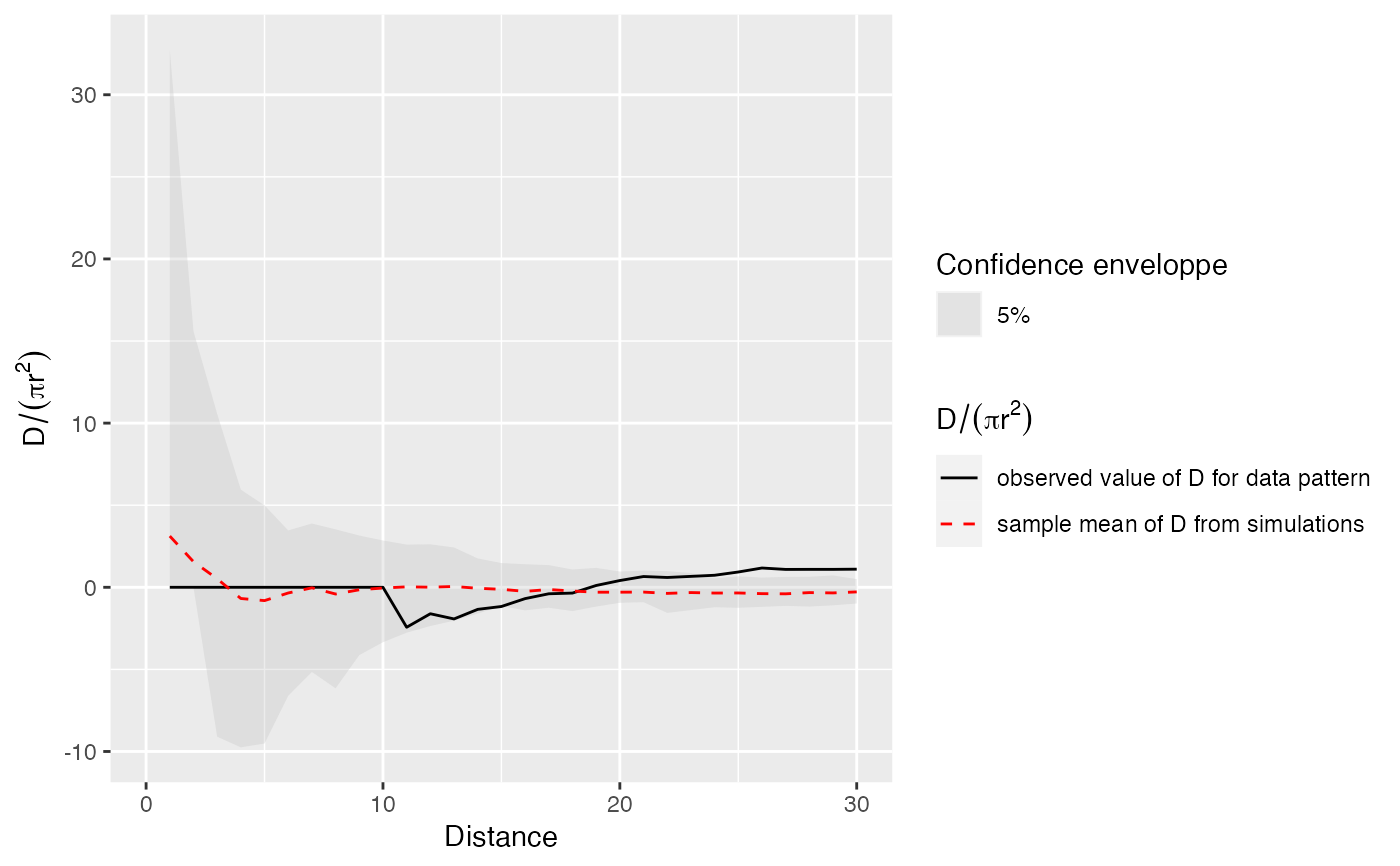 30
20
10
0
-10
0 10 20 30
Distance
D/(πr²)
Confidence enveloppe
5%
D/(πr²)
observed value of D for data pattern
sample mean of D from simulations